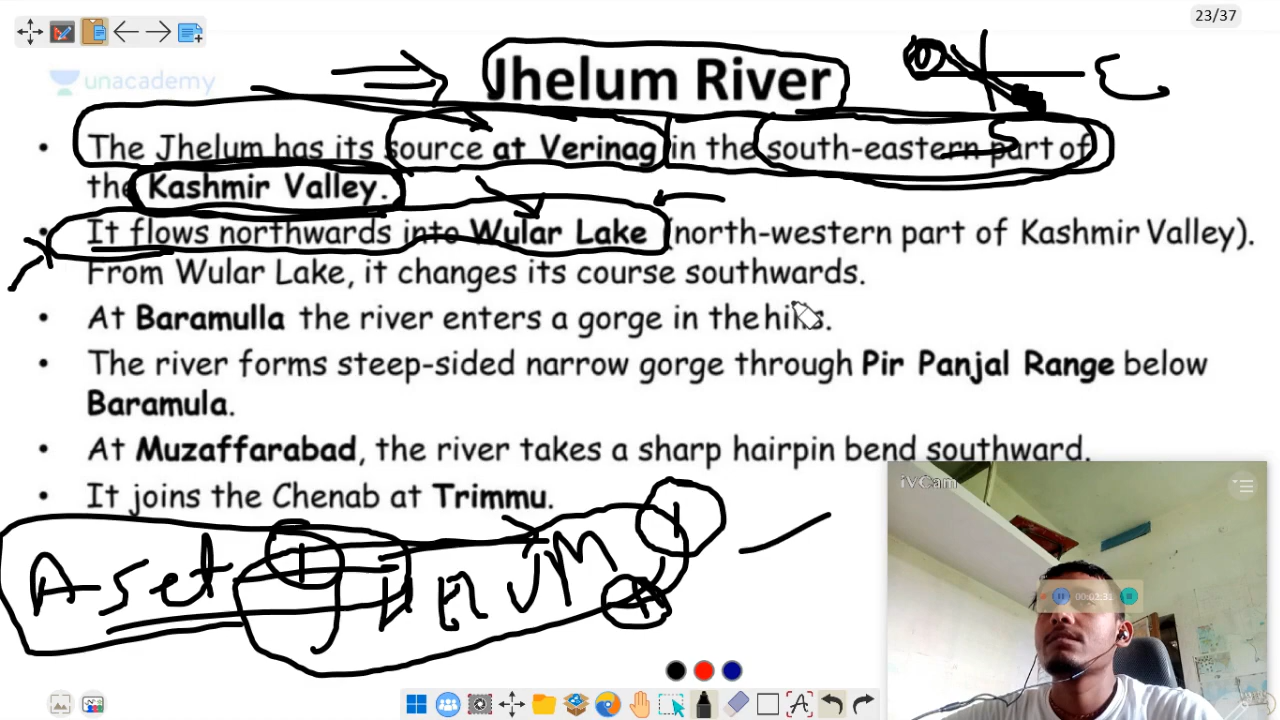 23/37
unacademy
Jhelum River
• The Jhelum has its source at Verinag in the south-eastern part of
the Kashmir Valley.
• It flows northwards into Wular Lake (north-western part of Kashmir Valley).
From Wular Lake, it changes its course southwards.
• At Baramulla the river enters a gorge in the hills.
• The river forms steep-sided narrow gorge through Pir Panjal Range below
Baramula.
• At Muzaffarabad, the river takes a sharp hairpin bend southward.
iVCam
• It joins the Chenab at Trimmu.
Aset
00:02:31